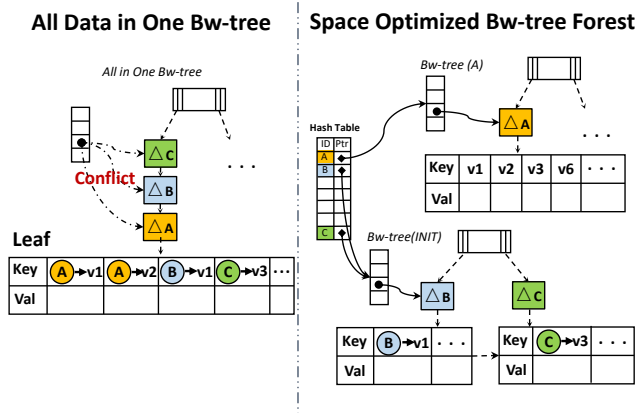 All Data in One Bw-tree
All in One Bw-tree
△C
Conflict
△B
△A
. . .
Leaf
Key A→v1 A→v2 B→v1 C→v3 ...
Val
Space Optimized Bw-tree Forest
Bw-tree (A)
△A
. . .
Hash Table
ID Ptr
A
B
C
Key v1 v2 v3 v6 . . .
Val
Bw-tree(INIT)
△B
△C
Key B→v1 . . .
Val
Key C→v3 . . .
Val